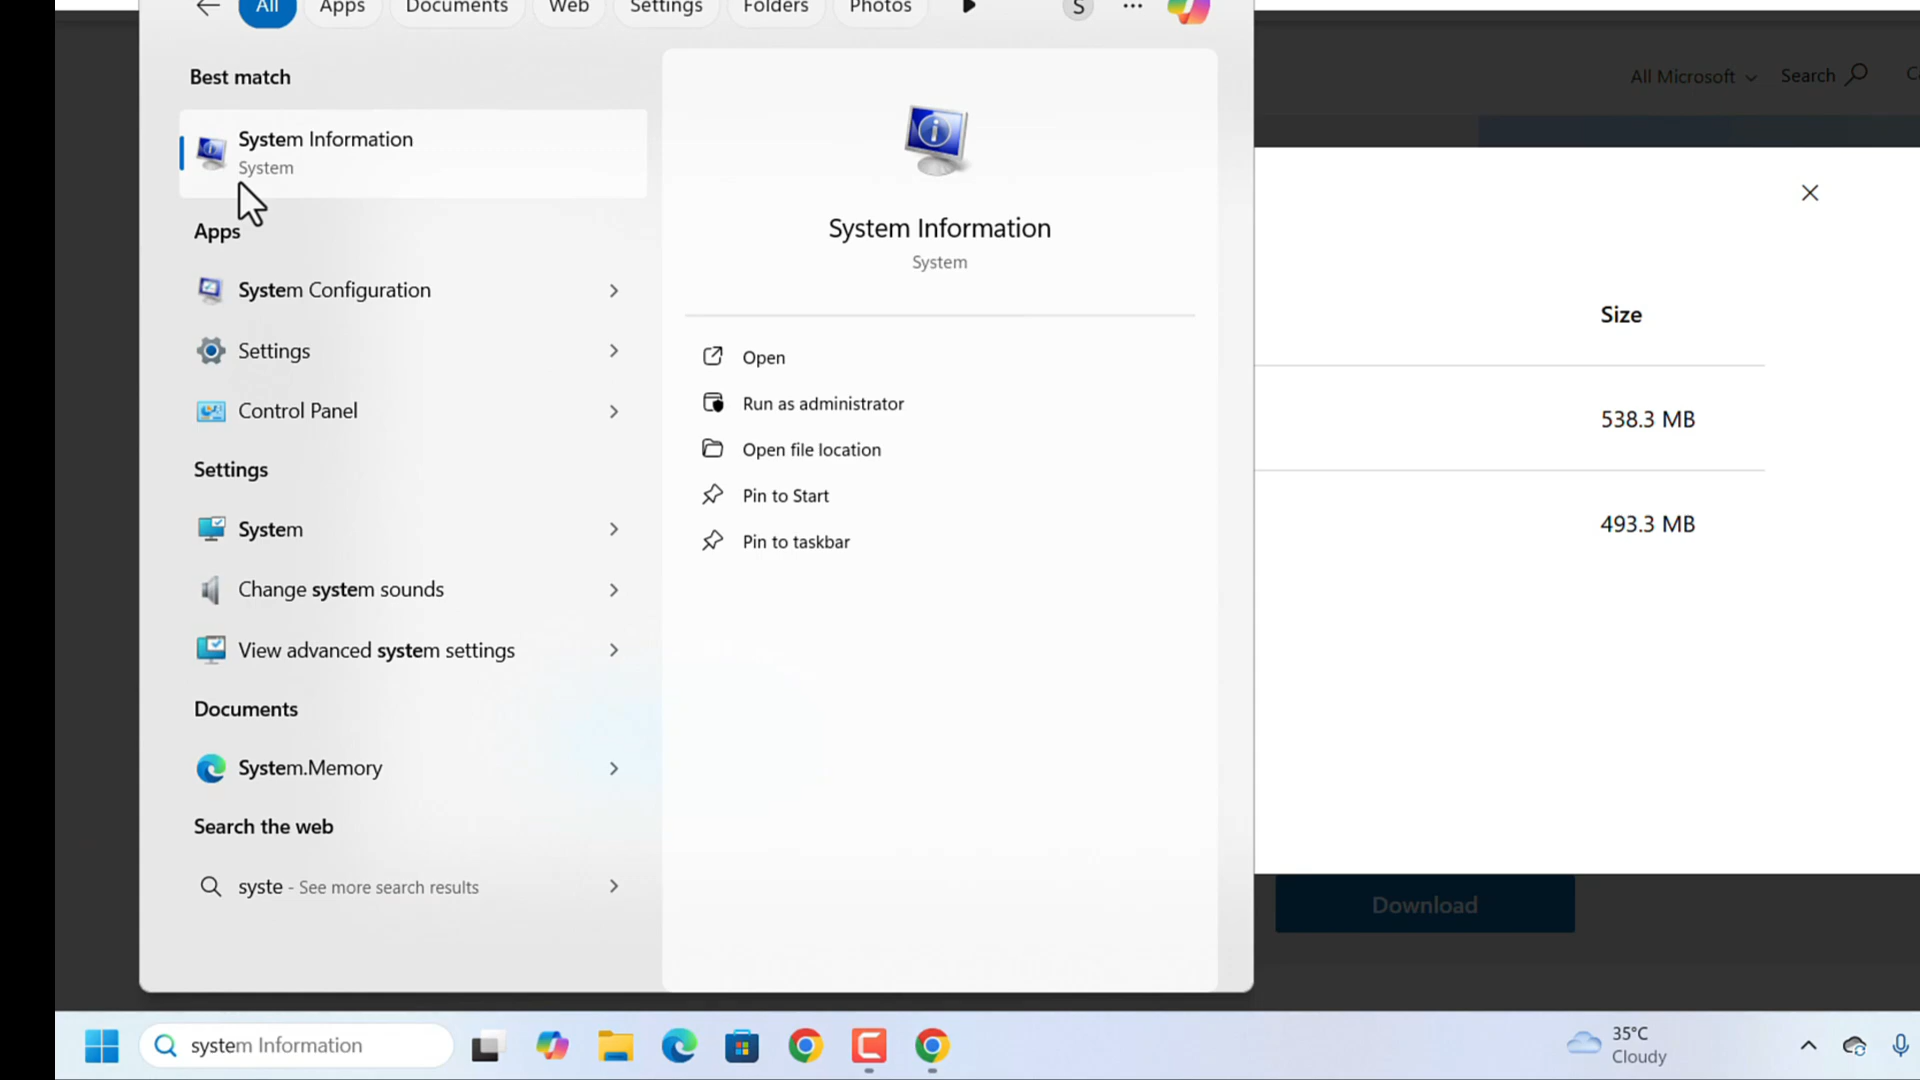 All
Apps
Documents
Web
Settings
Folders
Photos
S
Best match
System Information
System
Apps
System Configuration
Settings
Control Panel
Settings
System
Change system sounds
View advanced system settings
Documents
System.Memory
Search the web
syste - See more search results
System Information
System
Open
Run as administrator
Open file location
Pin to Start
Pin to taskbar
All Microsoft
Search
Size
538.3 MB
493.3 MB
Download
system Information
35°C
Cloudy